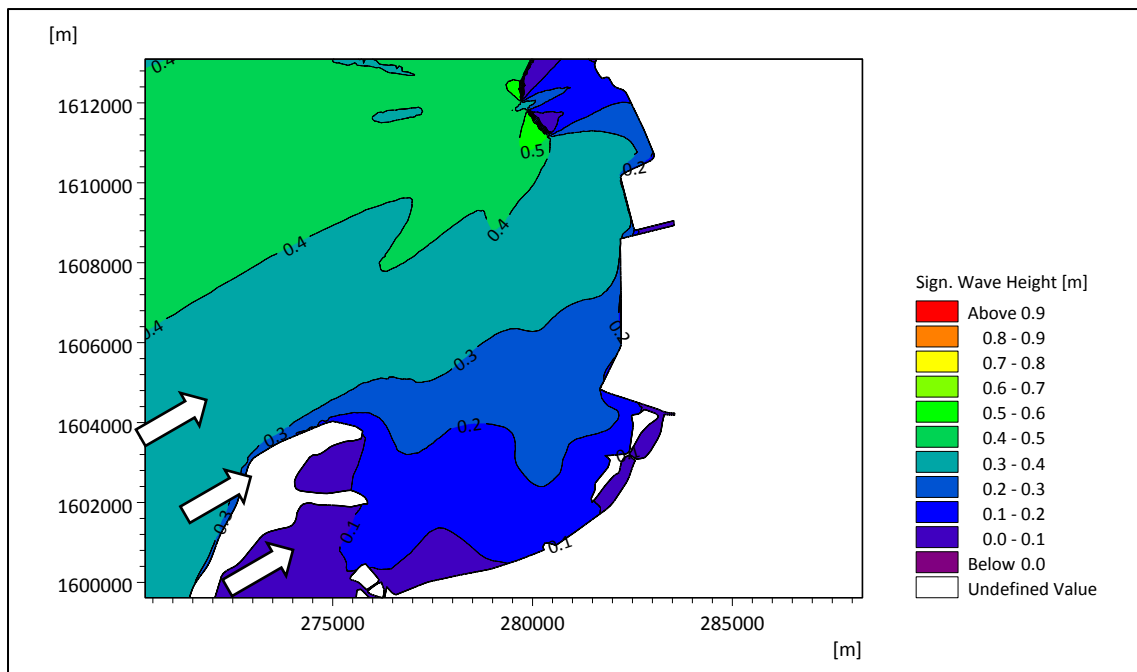 [m]
1612000
1610000
1608000
1606000
1604000
1602000
1600000
275000
280000
285000
[m]
0.4
0.5
0.2
0.4
0.4
0.4
0.2
0.3
0.3
0.2
0.3
0.1
0.1
Sign. Wave Height [m]
Above 0.9
0.8 - 0.9
0.7 - 0.8
0.6 - 0.7
0.5 - 0.6
0.4 - 0.5
0.3 - 0.4
0.2 - 0.3
0.1 - 0.2
0.0 - 0.1
Below 0.0
Undefined Value